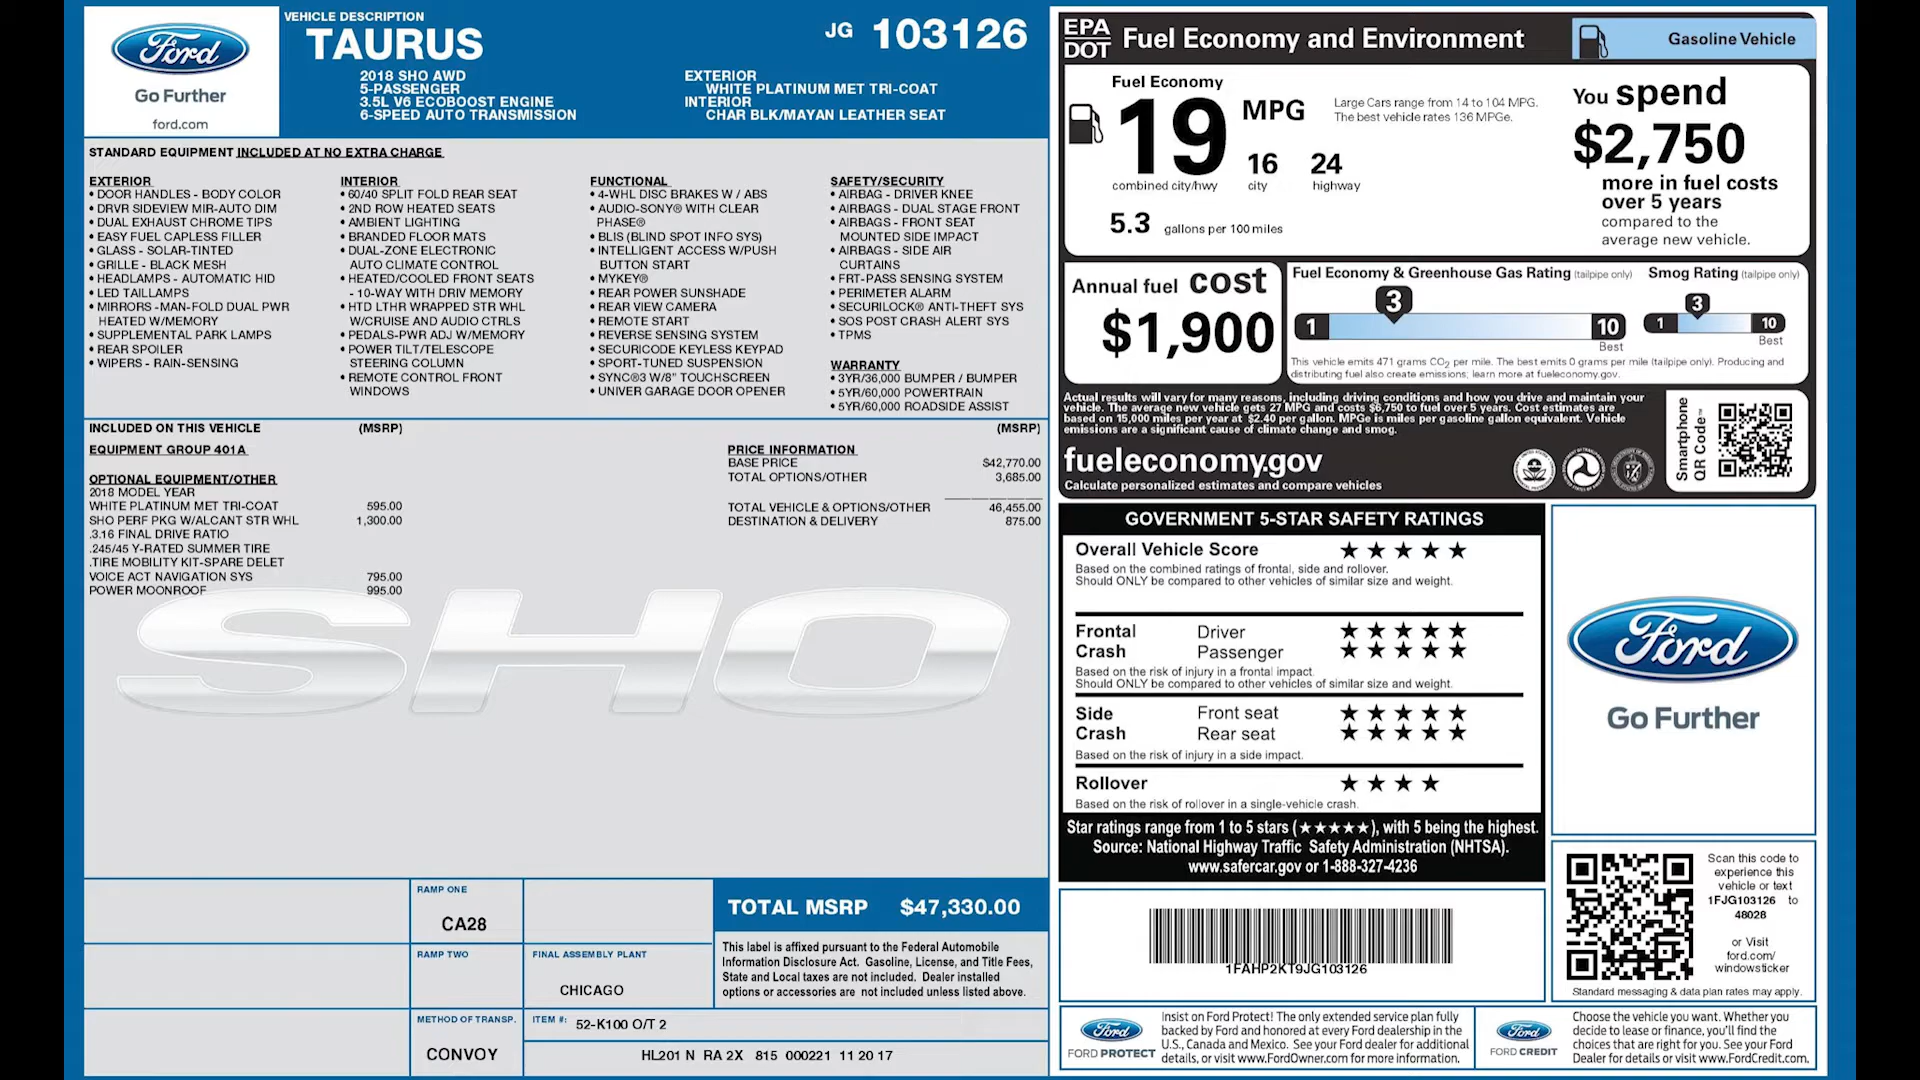 Ford
Go Further
ford.com
VEHICLE DESCRIPTION
TAURUS
2018 SHO AWD
5-PASSENGER
3.5L V6 ECOBOOST ENGINE
6-SPEED AUTO TRANSMISSION
JG 103126
EXTERIOR
WHITE PLATINUM MET TRI-COAT
INTERIOR
CHAR BLK/MAYAN LEATHER SEAT
STANDARD EQUIPMENT INCLUDED AT NO EXTRA CHARGE
EXTERIOR
• DOOR HANDLES - BODY COLOR
• DRVR SIDEVIEW MIR-AUTO DIM
• DUAL EXHAUST CHROME TIPS
• EASY FUEL CAPLESS FILLER
• GLASS - SOLAR-TINTED
• GRILLE - BLACK MESH
• HEADLAMPS - AUTOMATIC HID
• LED TAILLAMPS
• MIRRORS -MAN-FOLD DUAL PWR
HEATED W/MEMORY
• SUPPLEMENTAL PARK LAMPS
• REAR SPOILER
• WIPERS - RAIN-SENSING
INTERIOR
• 60/40 SPLIT FOLD REAR SEAT
• 2ND ROW HEATED SEATS
• AMBIENT LIGHTING
• BRANDED FLOOR MATS
• DUAL-ZONE ELECTRONIC
AUTO CLIMATE CONTROL
• HEATED/COOLED FRONT SEATS
- 10-WAY WITH DRIV MEMORY
• HTD LTHR WRAPPED STR WHL
W/CRUISE AND AUDIO CTRLS
• PEDALS-PWR ADJ W/MEMORY
• POWER TILT/TELESCOPE
STEERING COLUMN
• REMOTE CONTROL FRONT
WINDOWS
FUNCTIONAL
• 4-WHL DISC BRAKES W / ABS
• AUDIO-SONY® WITH CLEAR
PHASE®
• BLIS (BLIND SPOT INFO SYS)
• INTELLIGENT ACCESS W/PUSH
BUTTON START
• MYKEY®
• REAR POWER SUNSHADE
• REAR VIEW CAMERA
• REMOTE START
• REVERSE SENSING SYSTEM
• SECURICODE KEYLESS KEYPAD
• SPORT-TUNED SUSPENSION
• SYNC®3 W/8" TOUCHSCREEN
• UNIVER GARAGE DOOR OPENER
SAFETY/SECURITY
• AIRBAG - DRIVER KNEE
• AIRBAGS - DUAL STAGE FRONT
• AIRBAGS - FRONT SEAT
MOUNTED SIDE IMPACT
• AIRBAGS - SIDE AIR
CURTAINS
• FRT-PASS SENSING SYSTEM
• PERIMETER ALARM
• SECURILOCK® ANTI-THEFT SYS
• SOS POST CRASH ALERT SYS
• TPMS
WARRANTY
• 3YR/36,000 BUMPER / BUMPER
• 5YR/60,000 POWERTRAIN
• 5YR/60,000 ROADSIDE ASSIST
INCLUDED ON THIS VEHICLE (MSRP)
EQUIPMENT GROUP 401A
OPTIONAL EQUIPMENT/OTHER
2018 MODEL YEAR
WHITE PLATINUM MET TRI-COAT 595.00
SHO PERF PKG W/ALCANT STR WHL 1,300.00
.3.16 FINAL DRIVE RATIO
.245/45 Y-RATED SUMMER TIRE
.TIRE MOBILITY KIT-SPARE DELET
VOICE ACT NAVIGATION SYS 795.00
POWER MOONROOF 995.00
(MSRP)
PRICE INFORMATION
BASE PRICE $42,770.00
TOTAL OPTIONS/OTHER 3,685.00
TOTAL VEHICLE & OPTIONS/OTHER 46,455.00
DESTINATION & DELIVERY 875.00
SHO
RAMP ONE
CA28
RAMP TWO
FINAL ASSEMBLY PLANT
CHICAGO
METHOD OF TRANSP.
CONVOY
ITEM #: 52-K100 O/T 2
HL201 N RA 2X 815 000221 11 20 17
TOTAL MSRP $47,330.00
This label is affixed pursuant to the Federal Automobile
Information Disclosure Act. Gasoline, License, and Title Fees,
State and Local taxes are not included. Dealer installed
options or accessories are not included unless listed above.
EPA
DOT
Fuel Economy and Environment
Gasoline Vehicle
Fuel Economy
19 MPG
16 24
combined city/hwy city highway
5.3 gallons per 100 miles
Large Cars range from 14 to 104 MPG.
The best vehicle rates 136 MPGe.
You spend
$2,750
more in fuel costs
over 5 years
compared to the
average new vehicle.
Annual fuel cost
$1,900
Fuel Economy & Greenhouse Gas Rating (tailpipe only)
3
1 10
Best
Smog Rating (tailpipe only)
3
1 10
Best
This vehicle emits 471 grams CO2 per mile. The best emits 0 grams per mile (tailpipe only). Producing and
distributing fuel also create emissions; learn more at fueleconomy.gov.
Actual results will vary for many reasons, including driving conditions and how you drive and maintain your
vehicle. The average new vehicle gets 27 MPG and costs $6,750 to fuel over 5 years. Cost estimates are
based on 15,000 miles per year at $2.40 per gallon. MPGe is miles per gasoline gallon equivalent. Vehicle
emissions are a significant cause of climate change and smog.
fueleconomy.gov
Calculate personalized estimates and compare vehicles
Smartphone
QR Code™
GOVERNMENT 5-STAR SAFETY RATINGS
Overall Vehicle Score ★★★★★
Based on the combined ratings of frontal, side and rollover.
Should ONLY be compared to other vehicles of similar size and weight.
Frontal Driver ★★★★★
Crash Passenger ★★★★★
Based on the risk of injury in a frontal impact.
Should ONLY be compared to other vehicles of similar size and weight.
Side Front seat ★★★★★
Crash Rear seat ★★★★★
Based on the risk of injury in a side impact.
Rollover ★★★★
Based on the risk of rollover in a single-vehicle crash.
Star ratings range from 1 to 5 stars (★★★★★), with 5 being the highest.
Source: National Highway Traffic Safety Administration (NHTSA).
www.safercar.gov or 1-888-327-4236
Ford
Go Further
1FAHP2KT9JG103126
Scan this code to
experience this
vehicle or text
1FJG103126 to
48028
or Visit
ford.com/
windowsticker
Standard messaging & data plan rates may apply.
Ford
FORD PROTECT
Insist on Ford Protect! The only extended service plan fully
backed by Ford and honored at every Ford dealership in the
U.S., Canada and Mexico. See your Ford dealer for additional
details, or visit www.FordOwner.com for more information.
Ford
FORD CREDIT
Choose the vehicle you want. Whether you
decide to lease or finance, you'll find the
choices that are right for you. See your Ford
Dealer for details or visit www.FordCredit.com.